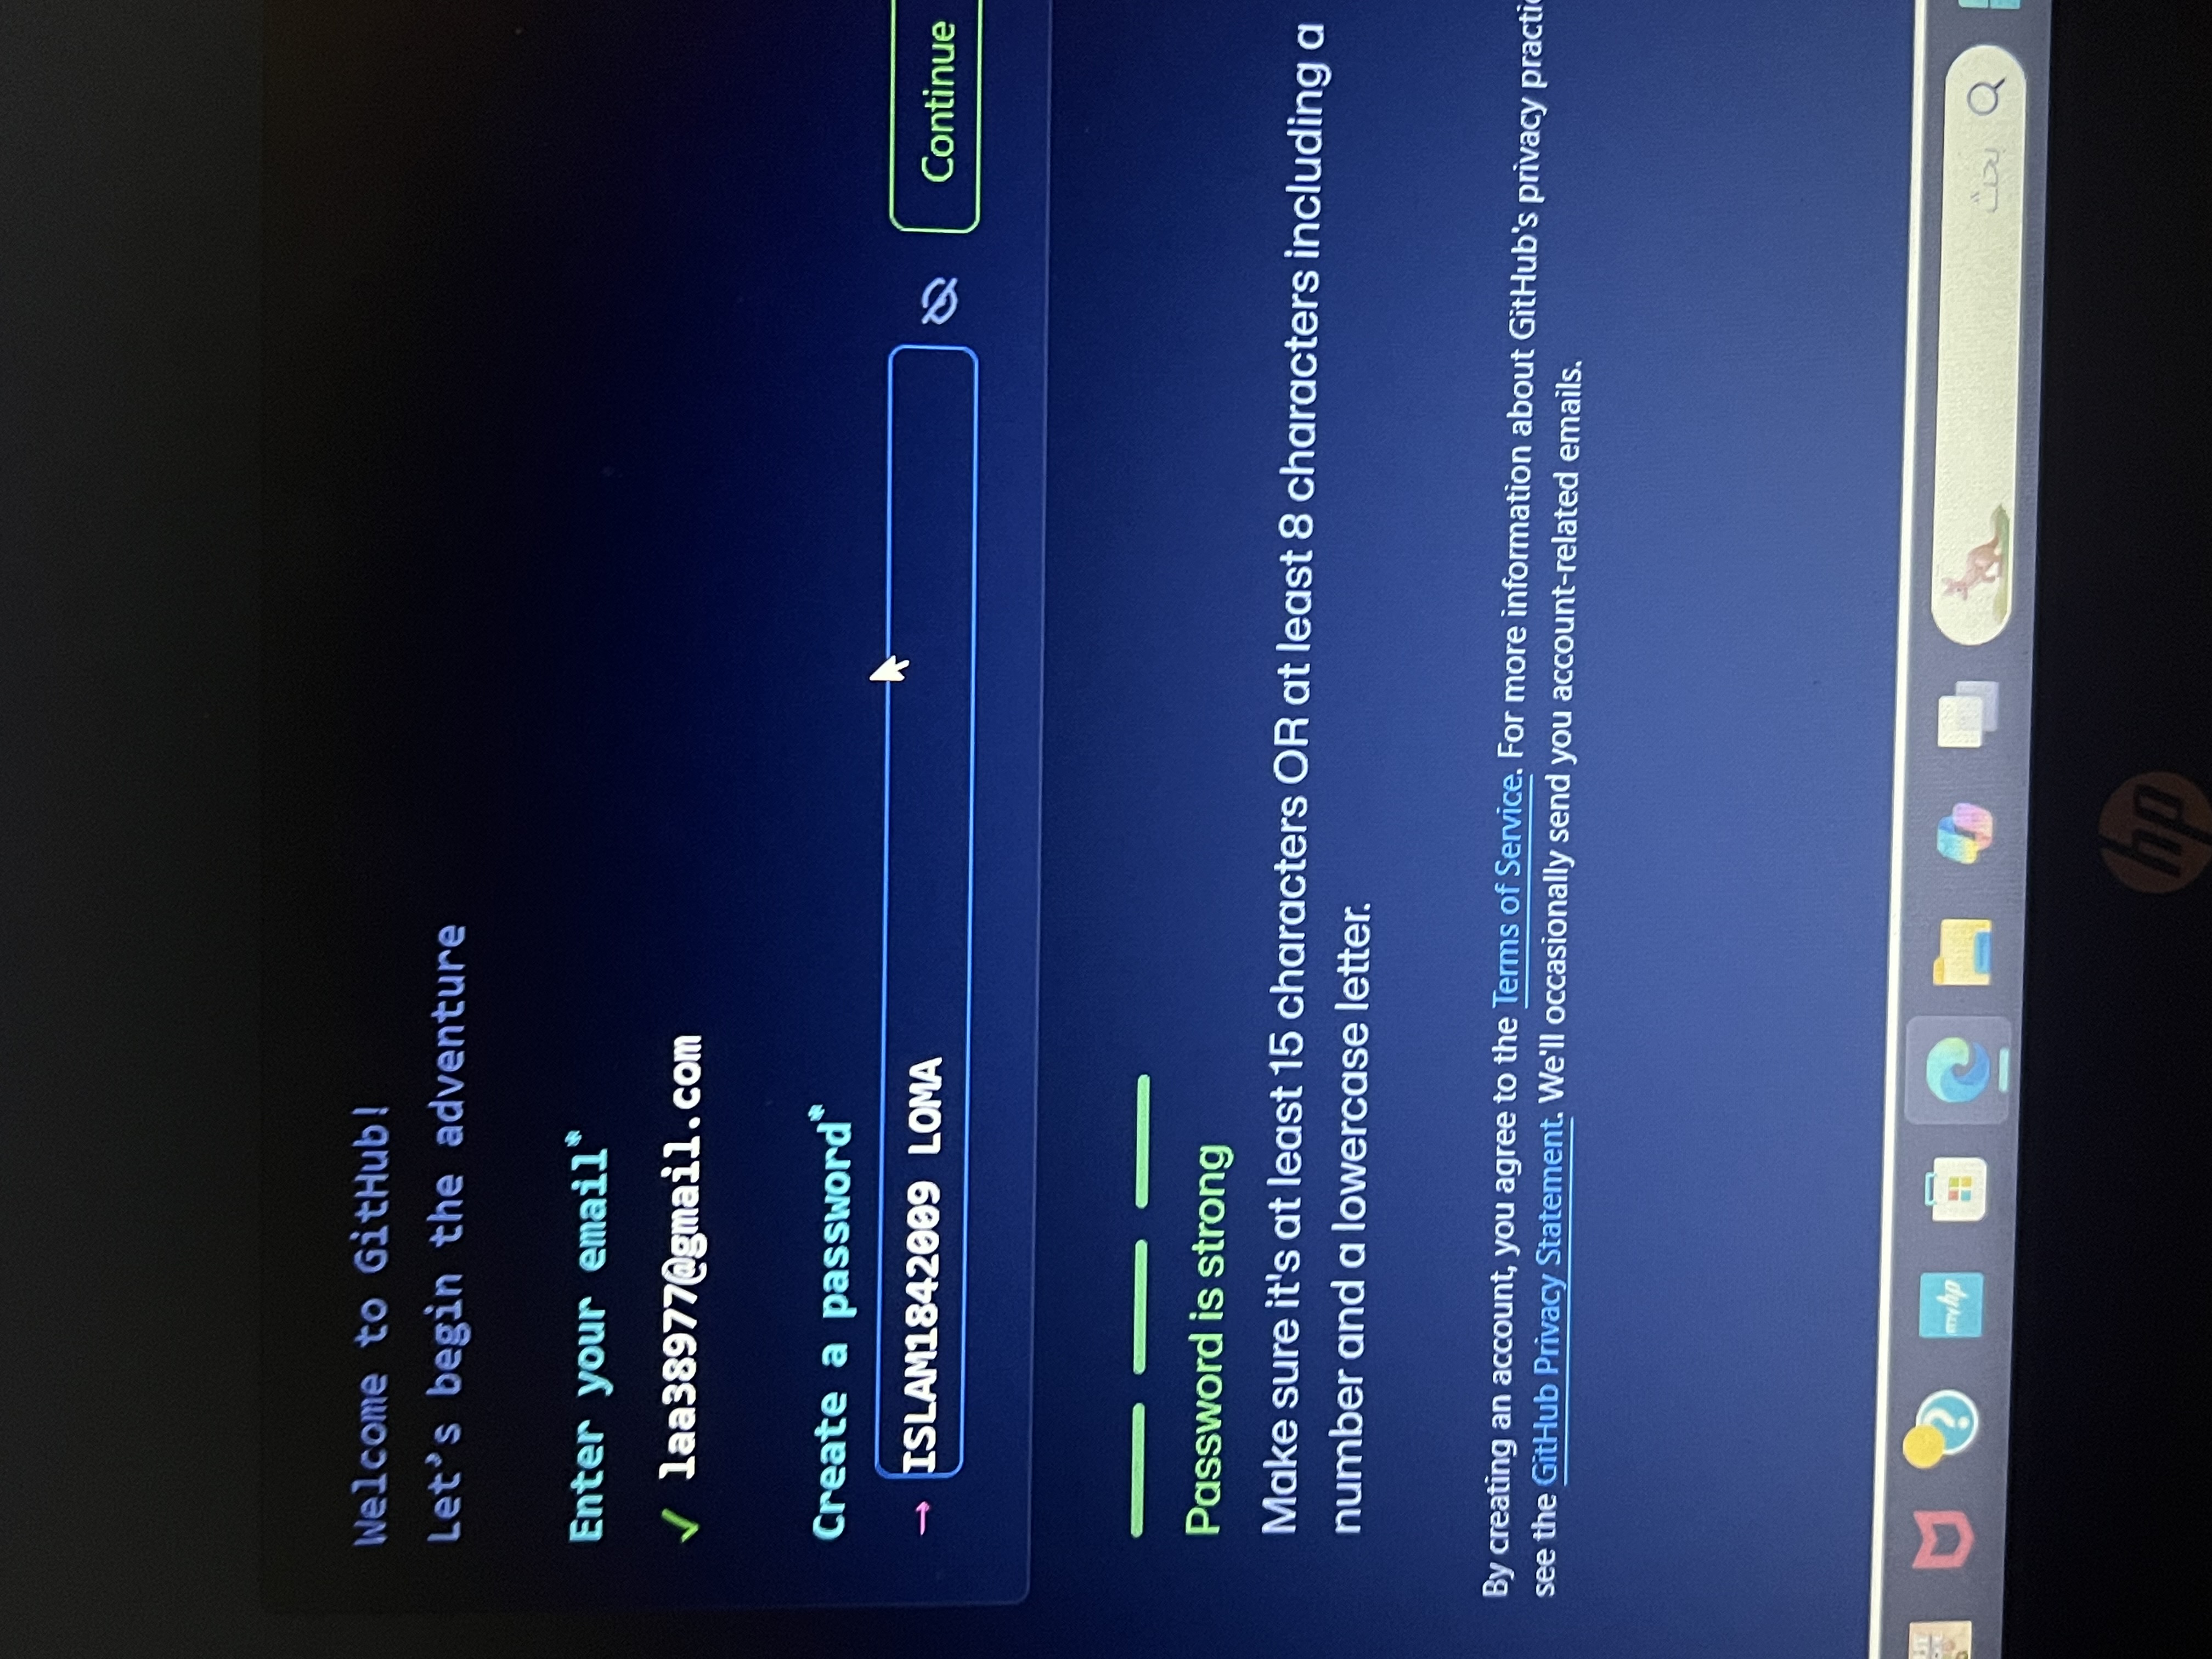 Welcome to GitHub!
Let's begin the adventure
Enter your email*
✓ laa38977@gmail.com
Create a password*
→ ISLAM1842009 LOMA
Continue
Password is strong
Make sure it's at least 15 characters OR at least 8 characters including a
number and a lowercase letter.
By creating an account, you agree to the Terms of Service. For more information about GitHub's privacy
see the GitHub Privacy Statement. We'll occasionally send you account-related emails.
myhp
بحث
hp